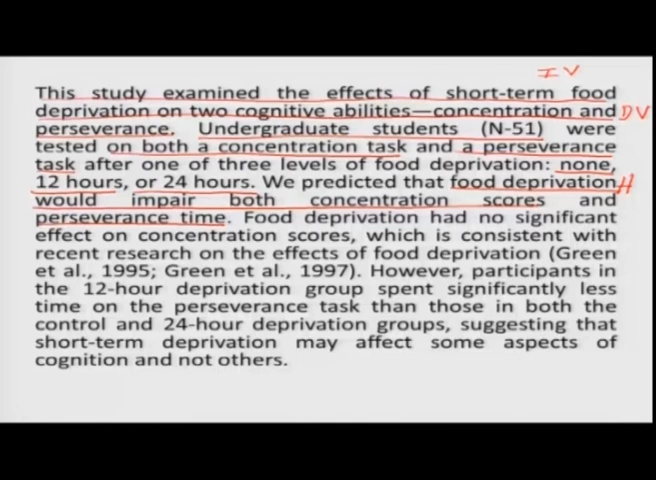 IV
This study examined the effects of short-term food
deprivation on two cognitive abilities—concentration and DV
perseverance. Undergraduate students (N-51) were
tested on both a concentration task and a perseverance
task after one of three levels of food deprivation: none,
12 hours, or 24 hours. We predicted that food deprivation H
would impair both concentration scores and
perseverance time. Food deprivation had no significant
effect on concentration scores, which is consistent with
recent research on the effects of food deprivation (Green
et al., 1995; Green et al., 1997). However, participants in
the 12-hour deprivation group spent significantly less
time on the perseverance task than those in both the
control and 24-hour deprivation groups, suggesting that
short-term deprivation may affect some aspects of
cognition and not others.